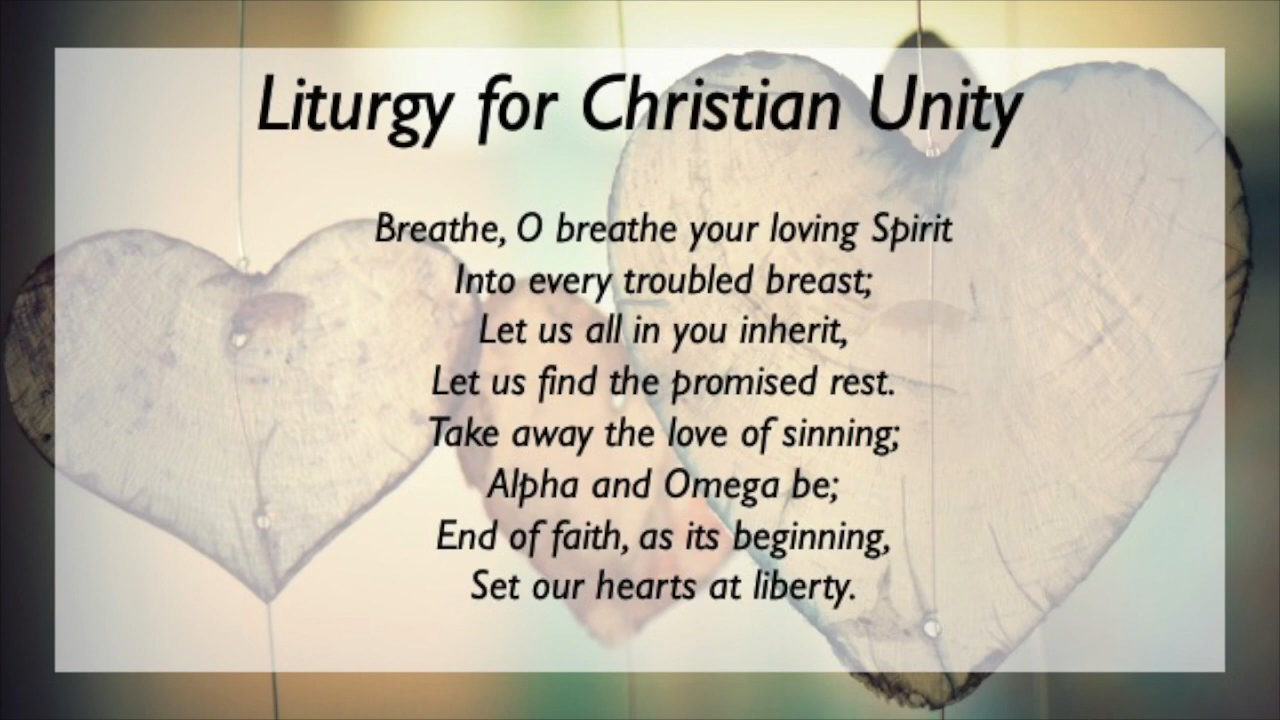 Liturgy for Christian Unity
Breathe, O breathe your loving Spirit
Into every troubled breast;
Let us all in you inherit,
Let us find the promised rest.
Take away the love of sinning;
Alpha and Omega be;
End of faith, as its beginning,
Set our hearts at liberty.